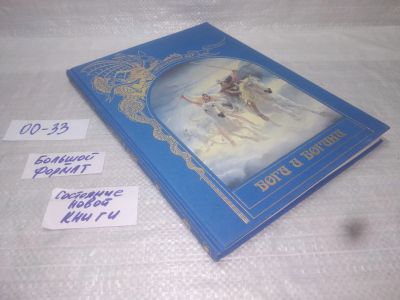 00-33
БОЛЬШОЙ
ФОРМАТ
СОСТОЯНИЕ
НОВОЙ
КНИГИ
БОГИ И БОГИНИ